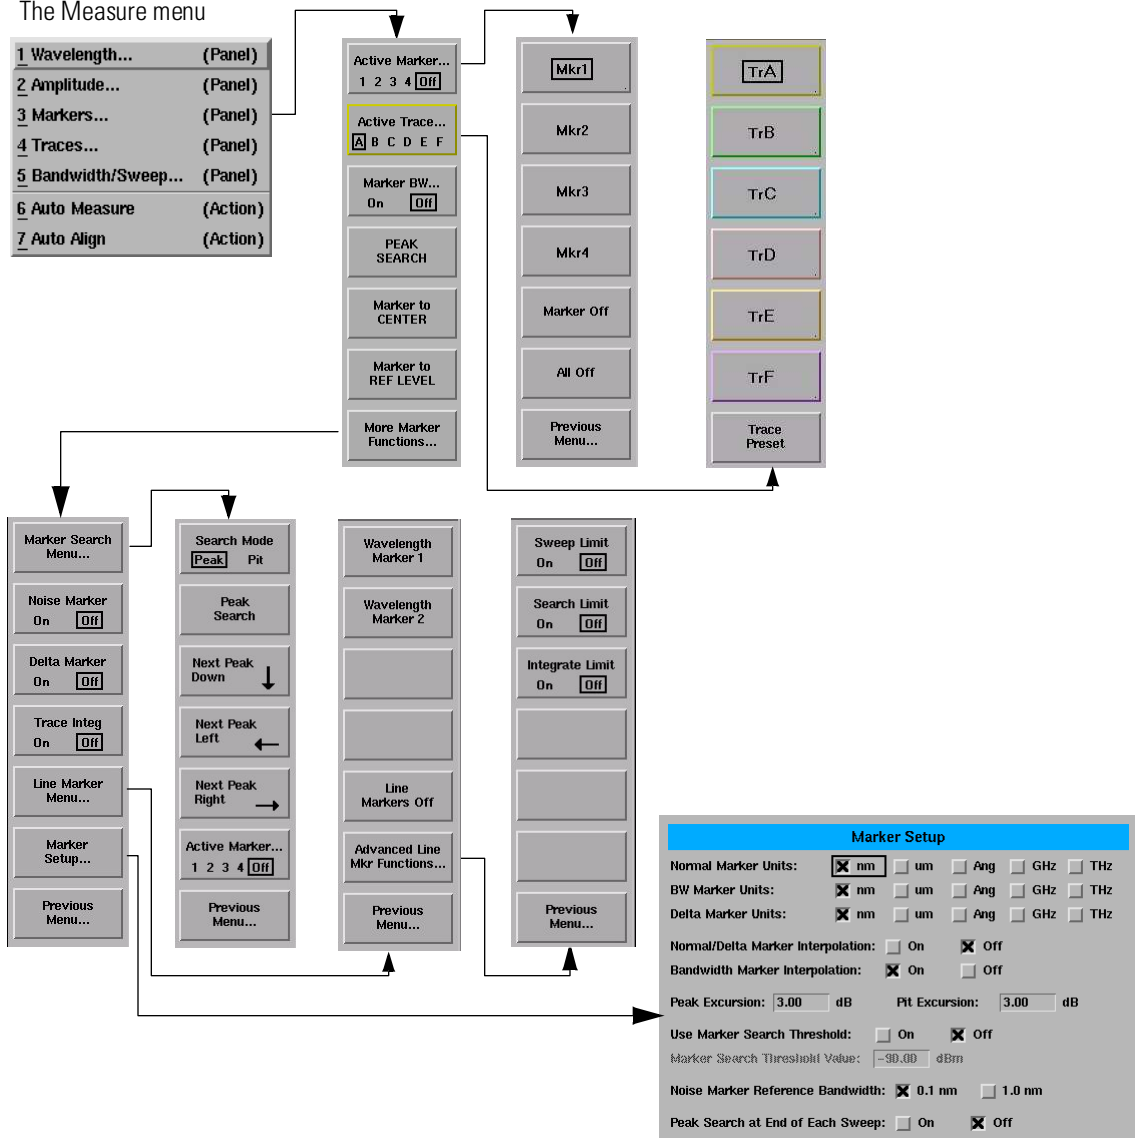 The Measure menu
1 Wavelength... (Panel)
2 Amplitude... (Panel)
3 Markers... (Panel)
4 Traces... (Panel)
5 Bandwidth/Sweep... (Panel)
6 Auto Measure (Action)
7 Auto Align (Action)
Active Marker...
1 2 3 4 Off
Active Trace...
A B C D E F
Marker BW...
On Off
PEAK
SEARCH
Marker to
CENTER
Marker to
REF LEVEL
More Marker
Functions...
Mkr1
Mkr2
Mkr3
Mkr4
Marker Off
All Off
Previous
Menu...
TrA
TrB
TrC
TrD
TrE
TrF
Trace
Preset
Marker Search
Menu...
Noise Marker
On Off
Delta Marker
On Off
Trace Integ
On Off
Line Marker
Menu...
Marker
Setup...
Previous
Menu...
Search Mode
Peak Pit
Peak
Search
Next Peak
Down
Next Peak
Left
Next Peak
Right
Active Marker...
1 2 3 4 Off
Previous
Menu...
Wavelength
Marker 1
Wavelength
Marker 2
Line
Markers Off
Advanced Line
Mkr Functions...
Previous
Menu...
Sweep Limit
On Off
Search Limit
On Off
Integrate Limit
On Off
Previous
Menu...
Marker Setup
Normal Marker Units: nm um Ang GHz THz
BW Marker Units: nm um Ang GHz THz
Delta Marker Units: nm um Ang GHz THz
Normal/Delta Marker Interpolation: On Off
Bandwidth Marker Interpolation: On Off
Peak Excursion: 3.00 dB Pit Excursion: 3.00 dB
Use Marker Search Threshold: On Off
Marker Search Threshold Value: -90.00 dBm
Noise Marker Reference Bandwidth: 0.1 nm 1.0 nm
Peak Search at End of Each Sweep: On Off